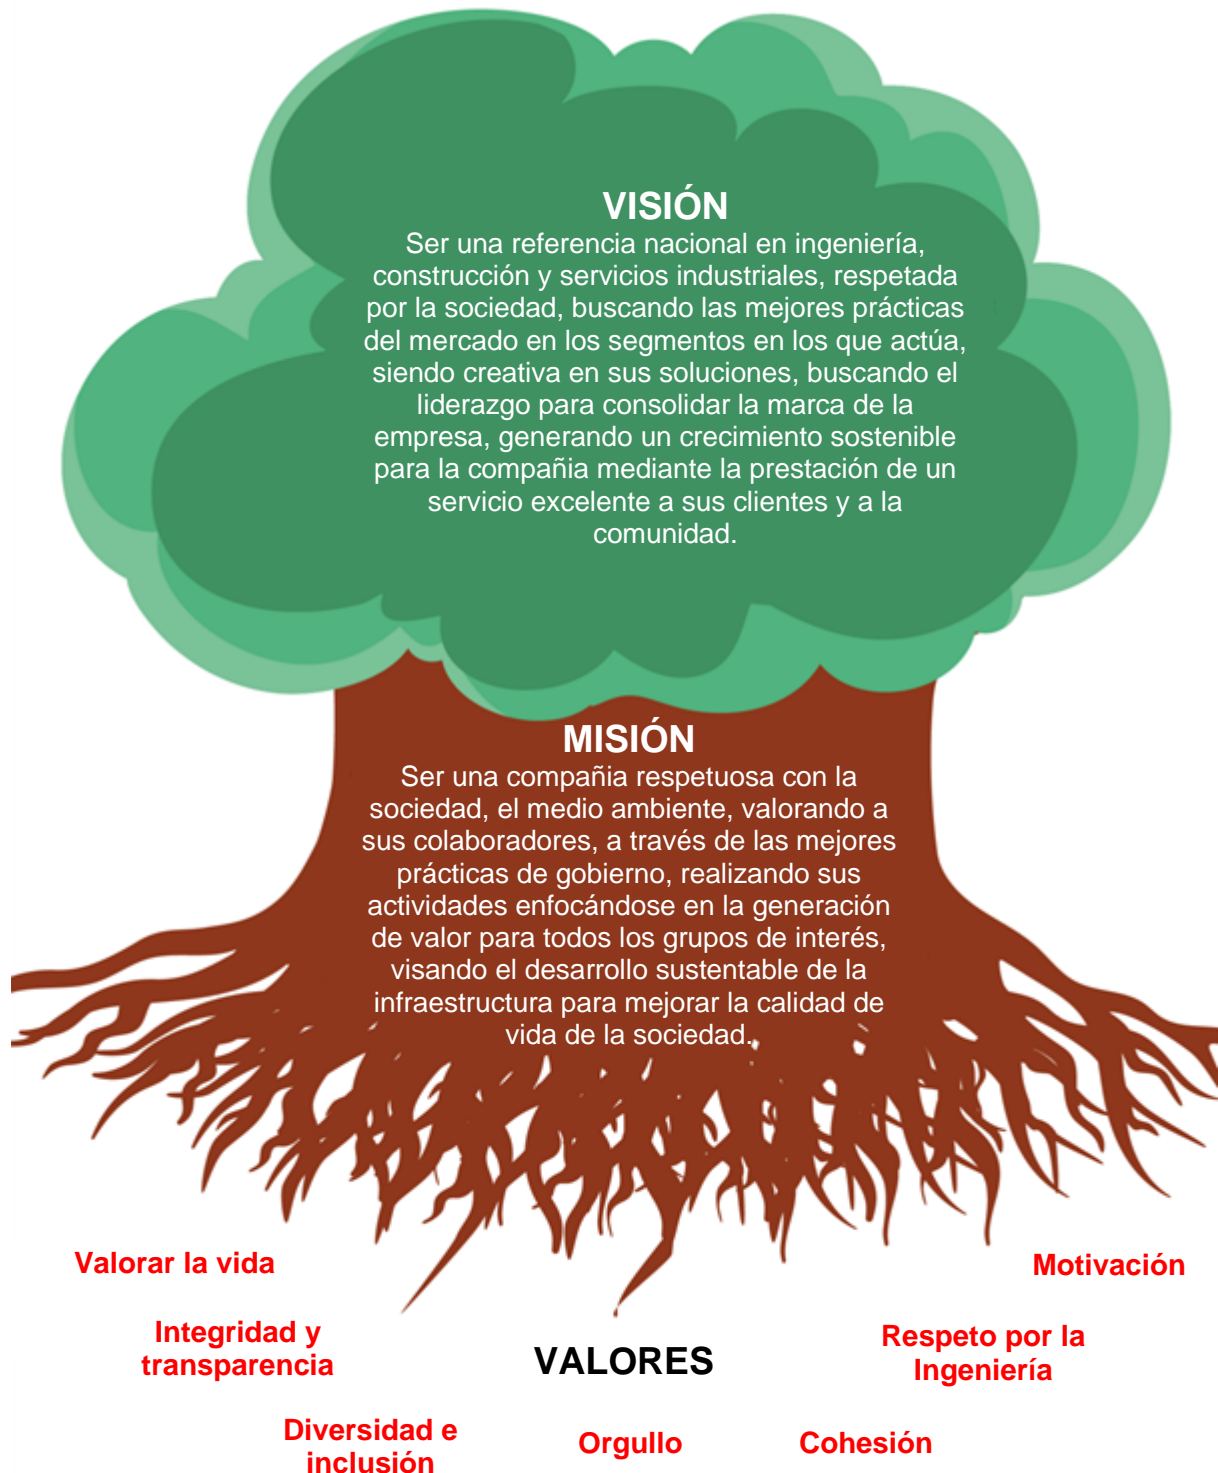 VISIÓN
Ser una referencia nacional en ingeniería,
construcción y servicios industriales, respetada
por la sociedad, buscando las mejores prácticas
del mercado en los segmentos en los que actúa,
siendo creativa en sus soluciones, buscando el
liderazgo para consolidar la marca de la
empresa, generando un crecimiento sostenible
para la compañia mediante la prestación de un
servicio excelente a sus clientes y a la
comunidad.
MISIÓN
Ser una compañia respetuosa con la
sociedad, el medio ambiente, valorando a
sus colaboradores, a través de las mejores
prácticas de gobierno, realizando sus
actividades enfocándose en la generación
de valor para todos los grupos de interés,
visando el desarrollo sustentable de la
infraestructura para mejorar la calidad de
vida de la sociedad.
Valorar la vida
Motivación
Integridad y
transparencia
VALORES
Respeto por la
Ingeniería
Diversidad e
inclusión
Orgullo
Cohesión